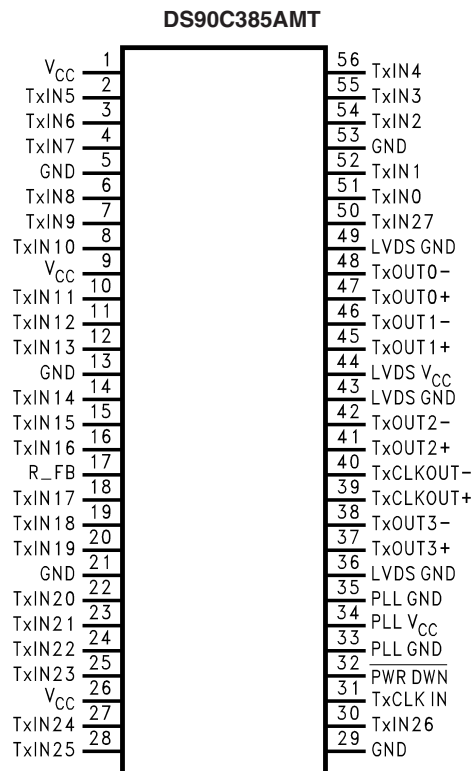 DS90C385AMT
VCC 1 56 TxIN4
TxIN5 2 55 TxIN3
TxIN6 3 54 TxIN2
TxIN7 4 53 GND
GND 5 52 TxIN1
TxIN8 6 51 TxIN0
TxIN9 7 50 TxIN27
TxIN10 8 49 LVDS GND
VCC 9 48 TxOUT0−
TxIN11 10 47 TxOUT0+
TxIN12 11 46 TxOUT1−
TxIN13 12 45 TxOUT1+
GND 13 44 LVDS VCC
TxIN14 14 43 LVDS GND
TxIN15 15 42 TxOUT2−
TxIN16 16 41 TxOUT2+
R_FB 17 40 TxCLKOUT−
TxIN17 18 39 TxCLKOUT+
TxIN18 19 38 TxOUT3−
TxIN19 20 37 TxOUT3+
GND 21 36 LVDS GND
TxIN20 22 35 PLL GND
TxIN21 23 34 PLL VCC
TxIN22 24 33 PLL GND
TxIN23 25 32 PWR DWN
VCC 26 31 TxCLK IN
TxIN24 27 30 TxIN26
TxIN25 28 29 GND